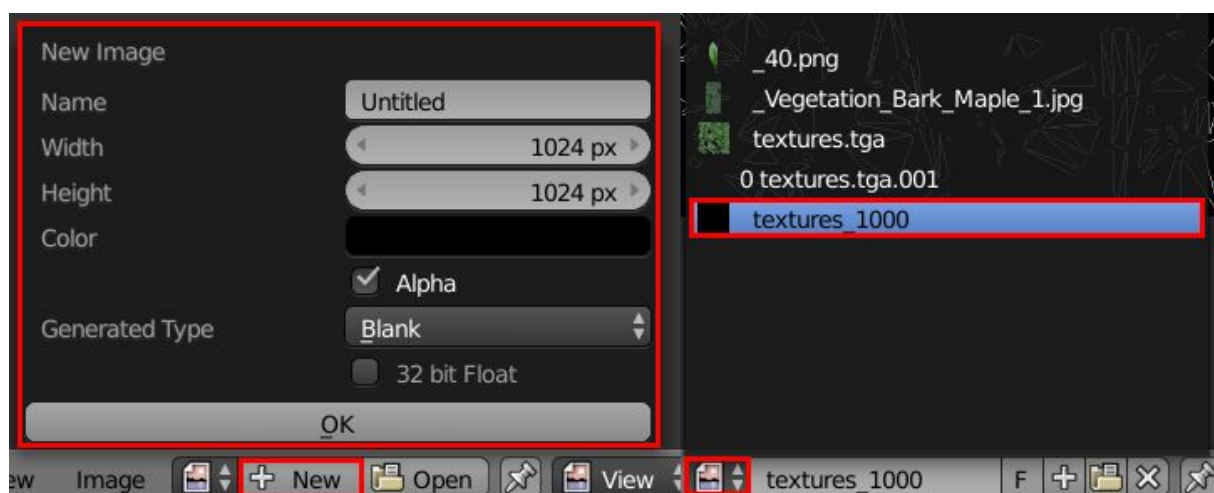 New Image
Name Untitled
Width 1024 px
Height 1024 px
Color
Alpha
Generated Type Blank
32 bit Float
OK
ew Image New Open View
_40.png
_Vegetation_Bark_Maple_1.jpg
textures.tga
0 textures.tga.001
textures_1000
textures_1000 F